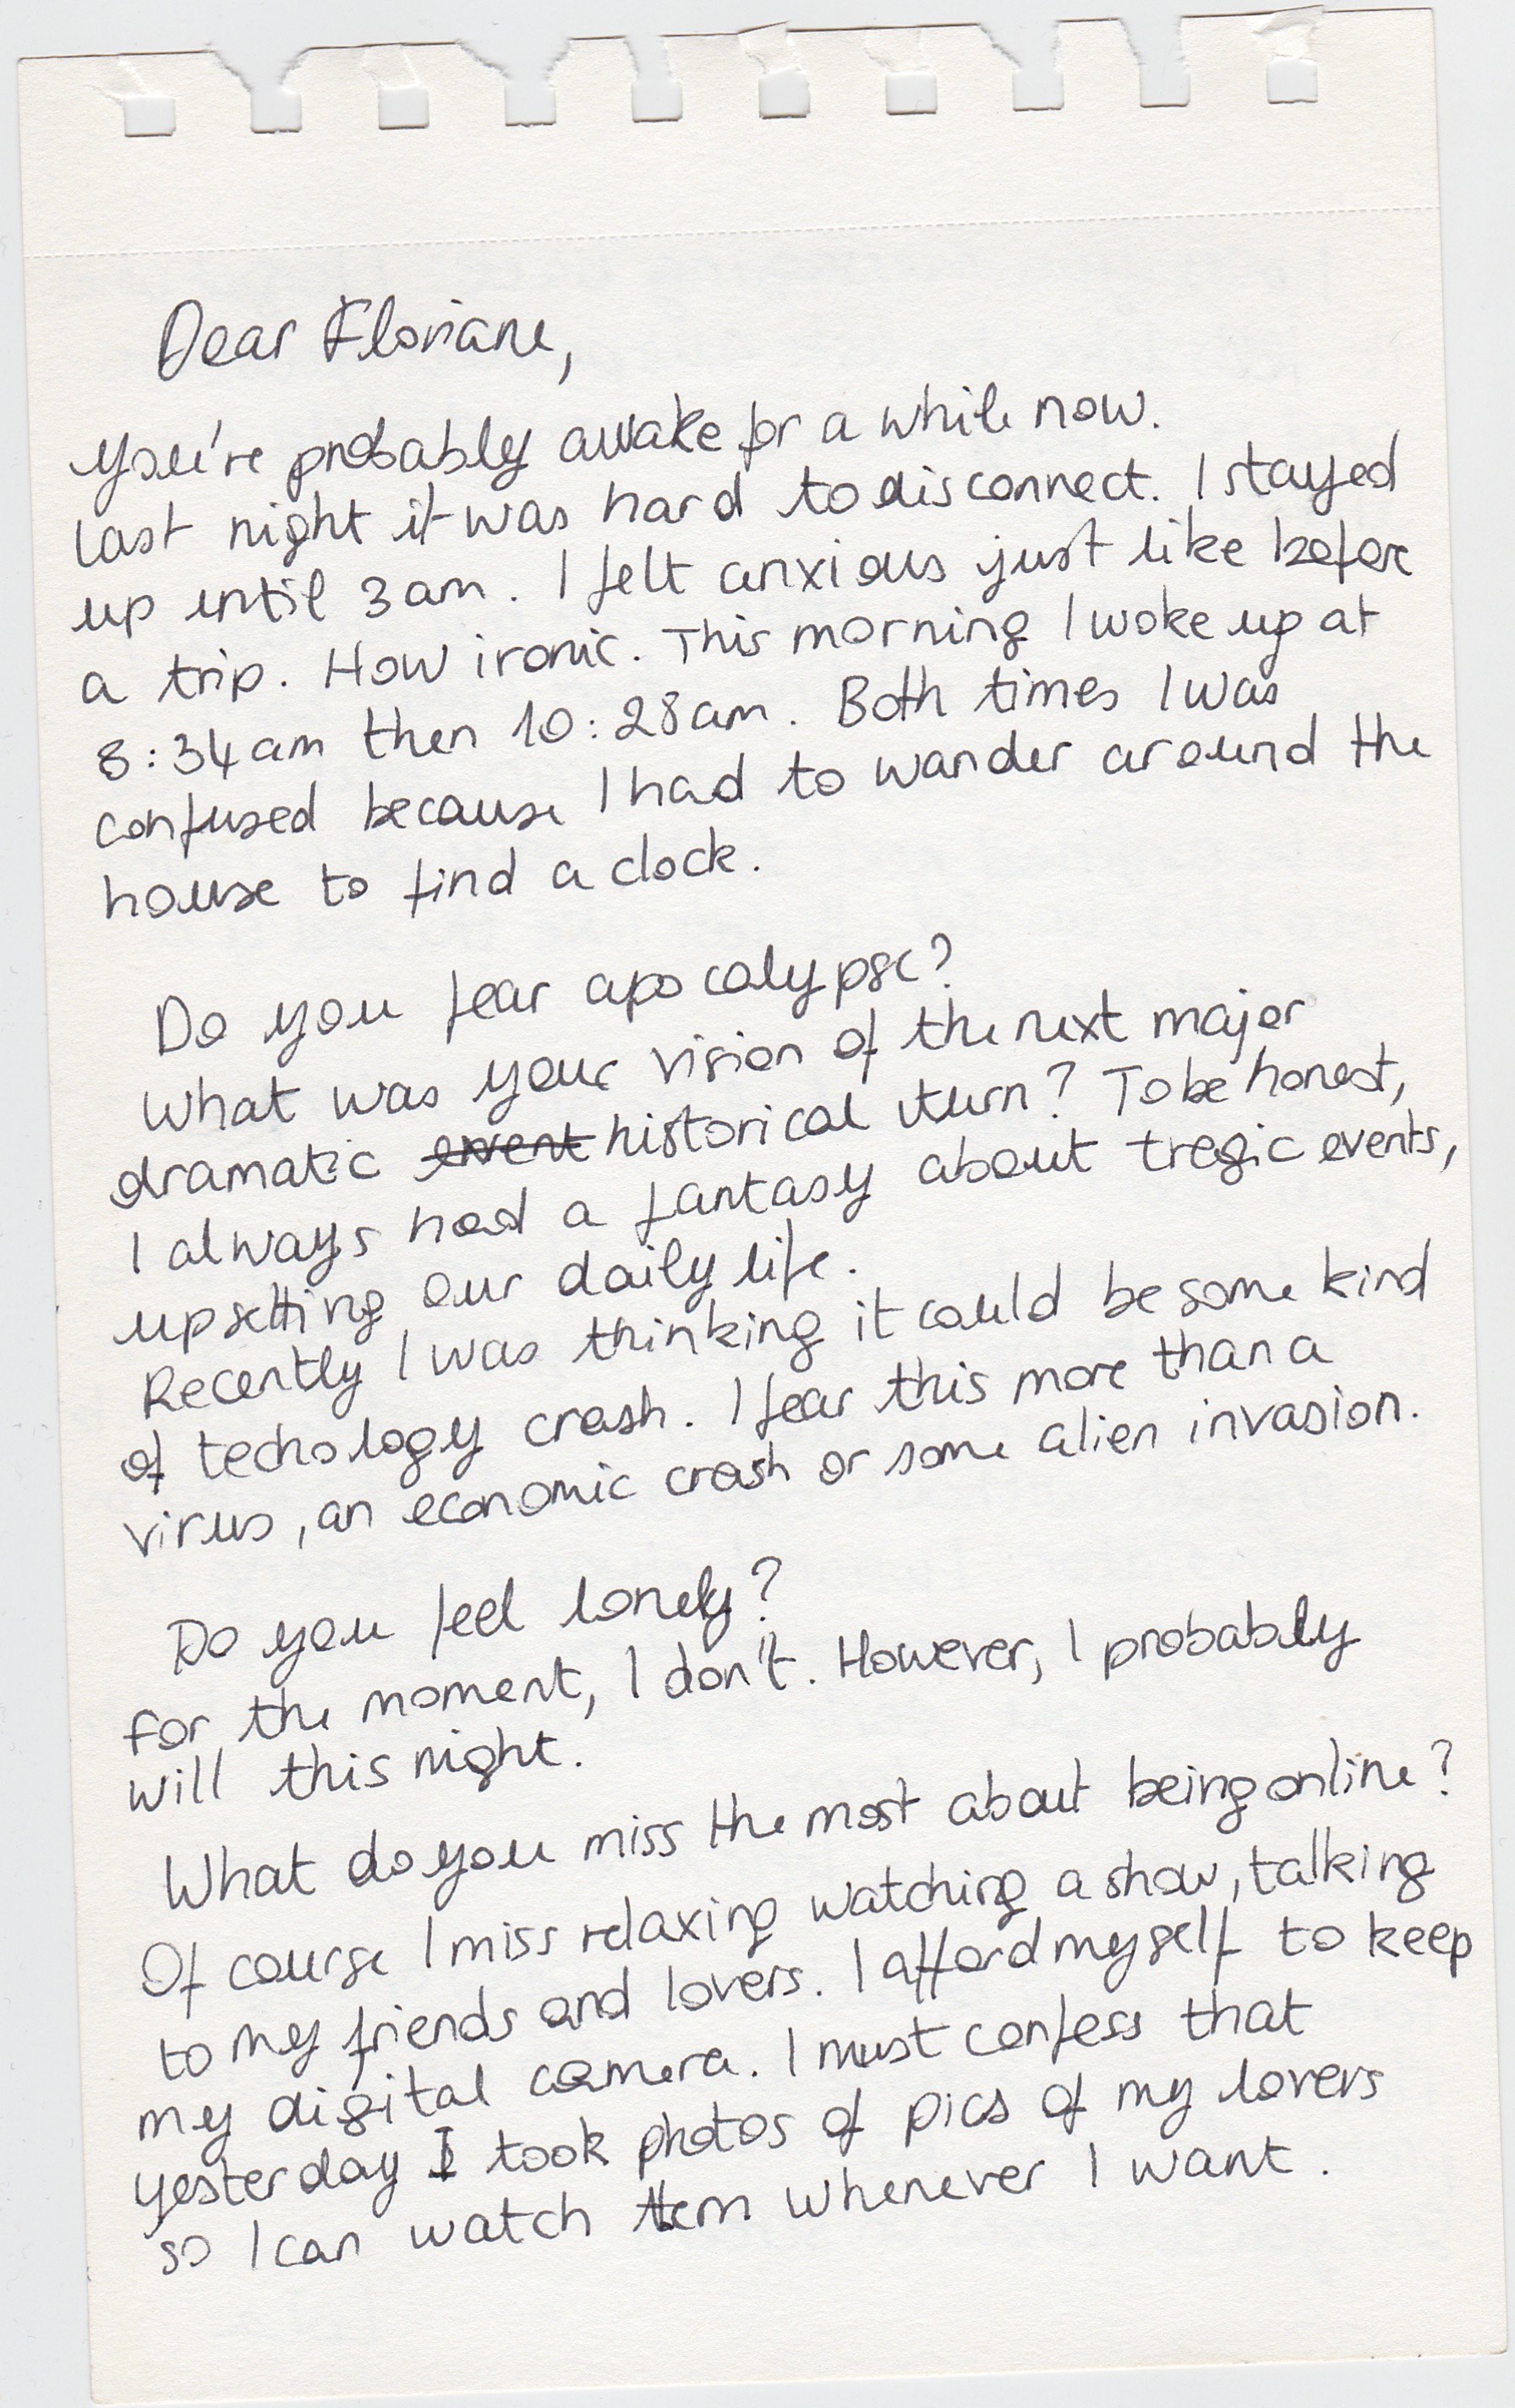 Dear Floriane,
You're probably awake for a while now.
Last night it was hard to disconnect. I stayed
up until 3 am. I felt anxious just like before
a trip. How ironic. This morning I woke up at
8:34 am then 10:28 am. Both times I was
confused because I had to wander around the
house to find a clock.
Do you fear apocalypse?
What was your vision of the next major
dramatic event historical turn? To be honest,
I always had a fantasy about tragic events,
upsetting our daily life.
Recently I was thinking it could be some kind
of techology crash. I fear this more than a
virus, an economic crash or some alien invasion.
Do you feel lonely?
For the moment, I don't. However, I probably
will this night.
What do you miss the most about being online?
Of course I miss relaxing watching a show, talking
to my friends and lovers. I afford myself to keep
my digital camera. I must confess that
yesterday I took photos of pics of my lovers
so I can watch them whenever I want.